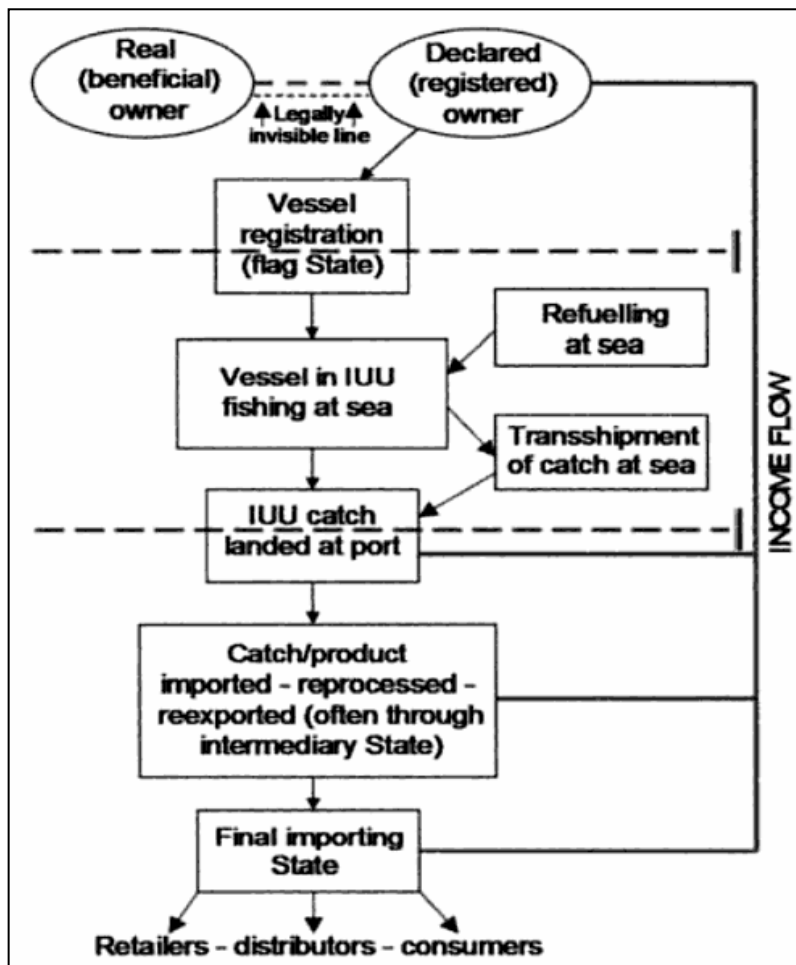 Real
(beneficial)
owner
Declared
(registered)
owner
Legally
invisible line
Vessel
registration
(flag State)
Refuelling
at sea
Vessel in IUU
fishing at sea
Transshipment
of catch at sea
IUU catch
landed at port
INCOME FLOW
Catch/product
imported - reprocessed -
reexported (often through
intermediary State)
Final importing
State
Retailers - distributors - consumers